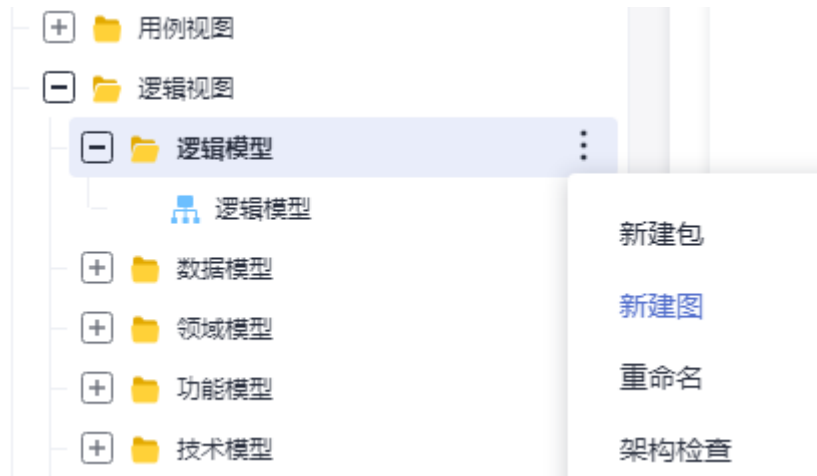 用例视图
逻辑视图
逻辑模型
逻辑模型
数据模型
领域模型
功能模型
技术模型
新建包
新建图
重命名
架构检查